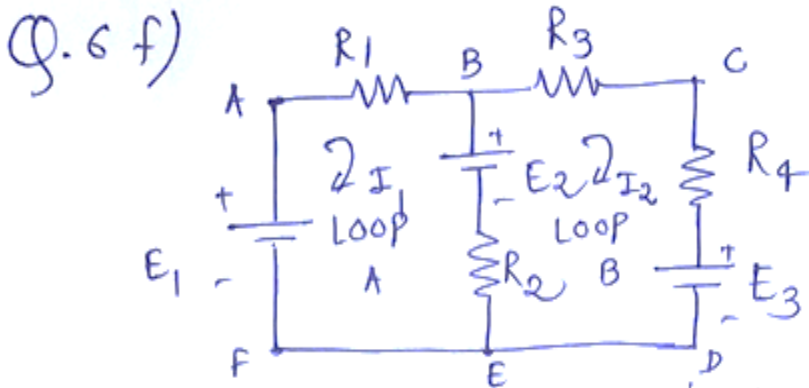 Q. 6 f)
R1 R3
A B C
+ I1 + E2 I2 R4
LOOP - LOOP
E1 - A R2 B + E3
-
F E D